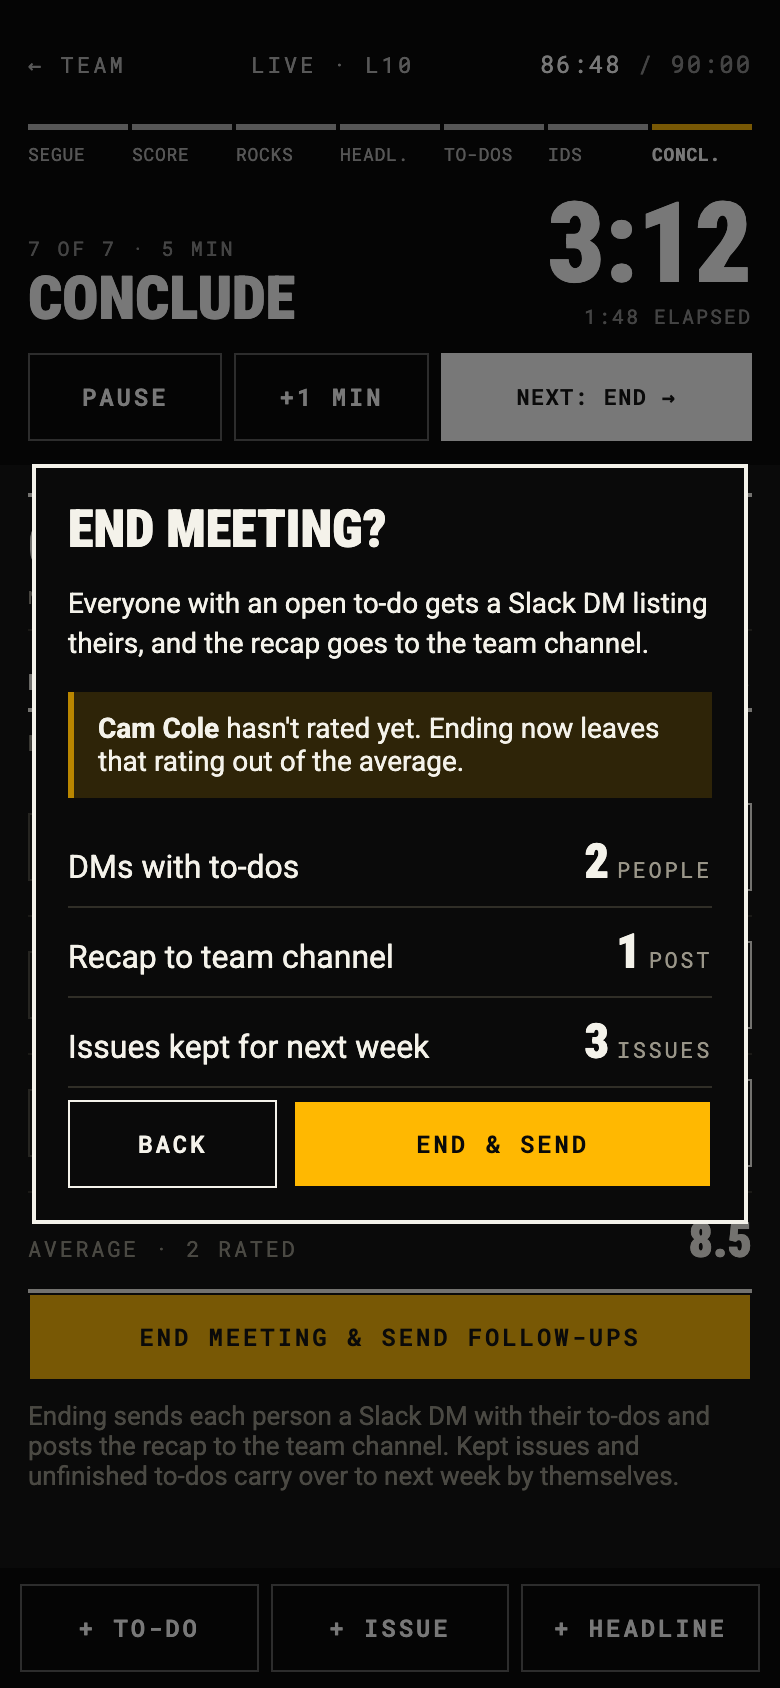 ← TEAM
LIVE · L10
86:48 / 90:00
SEGUE
SCORE
ROCKS
HEADL.
TO-DOS
IDS
CONCL.
7 OF 7 · 5 MIN
CONCLUDE
3:12
1:48 ELAPSED
PAUSE
+1 MIN
NEXT: END →
END MEETING?
Everyone with an open to-do gets a Slack DM listing
theirs, and the recap goes to the team channel.
Cam Cole hasn't rated yet. Ending now leaves
that rating out of the average.
DMs with to-dos
2 PEOPLE
Recap to team channel
1 POST
Issues kept for next week
3 ISSUES
BACK
END & SEND
AVERAGE · 2 RATED
8.5
END MEETING & SEND FOLLOW-UPS
Ending sends each person a Slack DM with their to-dos and
posts the recap to the team channel. Kept issues and
unfinished to-dos carry over to next week by themselves.
+ TO-DO
+ ISSUE
+ HEADLINE